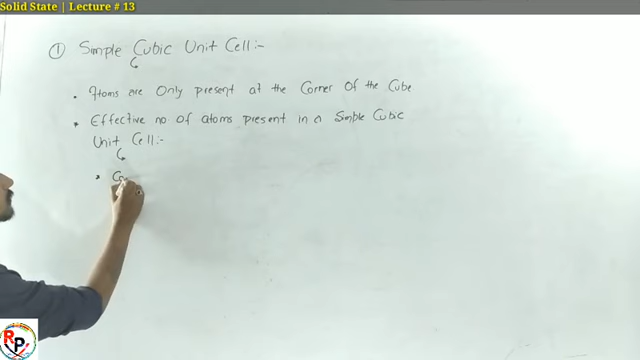 Solid State | Lecture # 13
① Simple Cubic Unit Cell:-
• Atoms are Only present at the Corner Of the Cube
• Effective no. of atoms present in a Simple Cubic
Unit Cell:-
RP